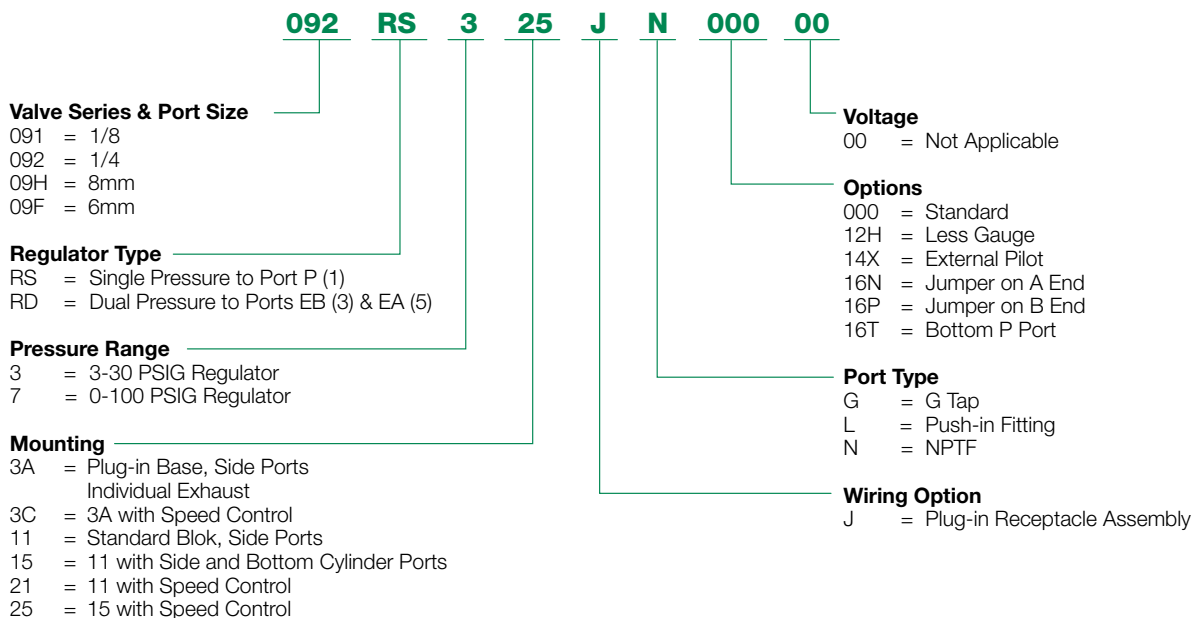 092 RS 3 25 J N 000 00
Valve Series & Port Size
091 = 1/8
092 = 1/4
09H = 8mm
09F = 6mm
Regulator Type
RS = Single Pressure to Port P (1)
RD = Dual Pressure to Ports EB (3) & EA (5)
Pressure Range
3 = 3-30 PSIG Regulator
7 = 0-100 PSIG Regulator
Mounting
3A = Plug-in Base, Side Ports
Individual Exhaust
3C = 3A with Speed Control
11 = Standard Blok, Side Ports
15 = 11 with Side and Bottom Cylinder Ports
21 = 11 with Speed Control
25 = 15 with Speed Control
Voltage
00 = Not Applicable
Options
000 = Standard
12H = Less Gauge
14X = External Pilot
16N = Jumper on A End
16P = Jumper on B End
16T = Bottom P Port
Port Type
G = G Tap
L = Push-in Fitting
N = NPTF
Wiring Option
J = Plug-in Receptacle Assembly